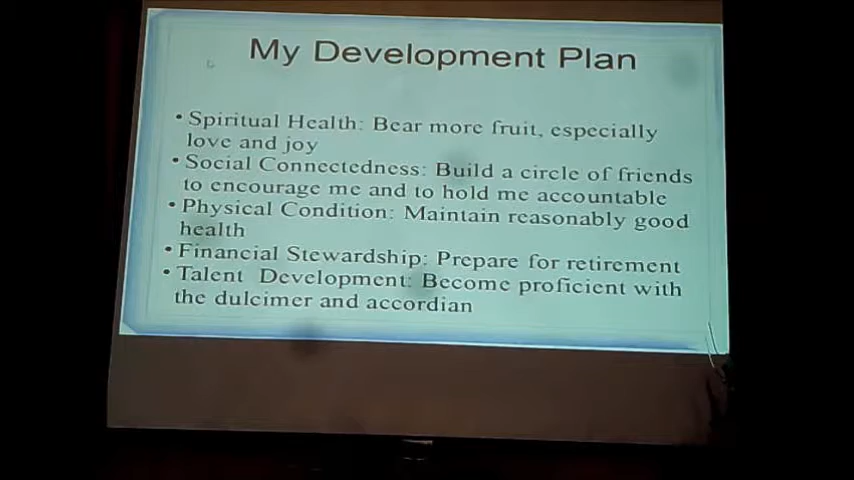 My Development Plan
• Spiritual Health: Bear more fruit, especially
love and joy
• Social Connectedness: Build a circle of friends
to encourage me and to hold me accountable
• Physical Condition: Maintain reasonably good
health
• Financial Stewardship: Prepare for retirement
• Talent Development: Become proficient with
the dulcimer and accordian